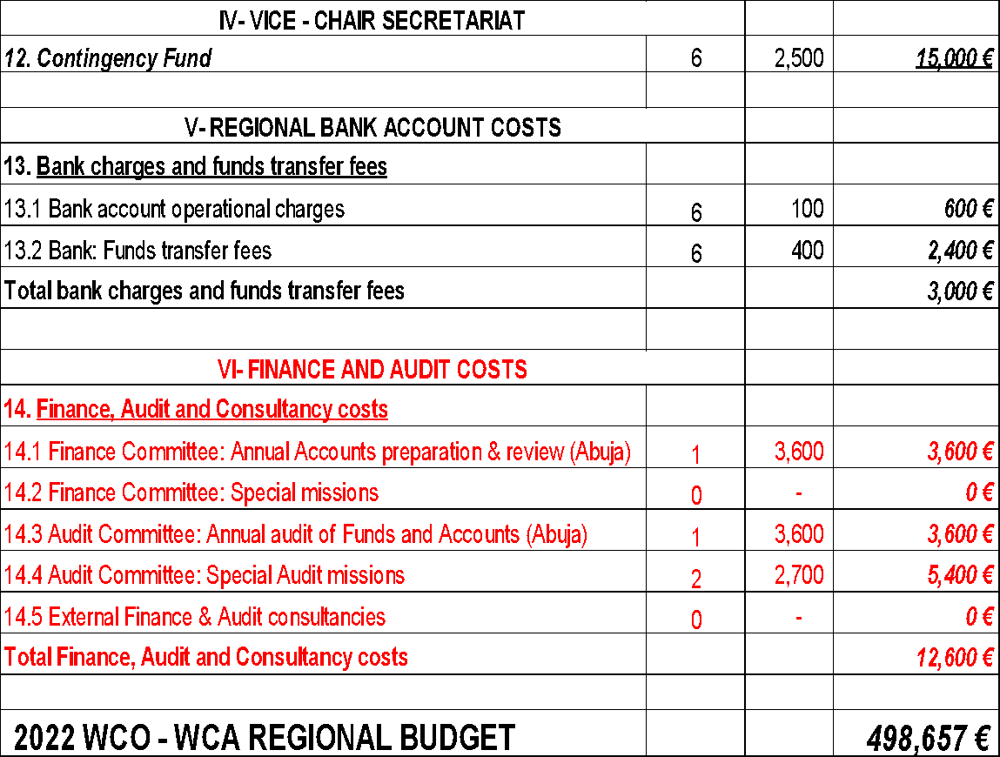 IV- VICE - CHAIR SECRETARIAT
12. Contingency Fund 6 2,500 15,000 €
V- REGIONAL BANK ACCOUNT COSTS
13. Bank charges and funds transfer fees
13.1 Bank account operational charges 6 100 600 €
13.2 Bank: Funds transfer fees 6 400 2,400 €
Total bank charges and funds transfer fees 3,000 €
VI- FINANCE AND AUDIT COSTS
14. Finance, Audit and Consultancy costs
14.1 Finance Committee: Annual Accounts preparation & review (Abuja) 1 3,600 3,600 €
14.2 Finance Committee: Special missions 0 - 0 €
14.3 Audit Committee: Annual audit of Funds and Accounts (Abuja) 1 3,600 3,600 €
14.4 Audit Committee: Special Audit missions 2 2,700 5,400 €
14.5 External Finance & Audit consultancies 0 - 0 €
Total Finance, Audit and Consultancy costs 12,600 €
2022 WCO - WCA REGIONAL BUDGET 498,657 €